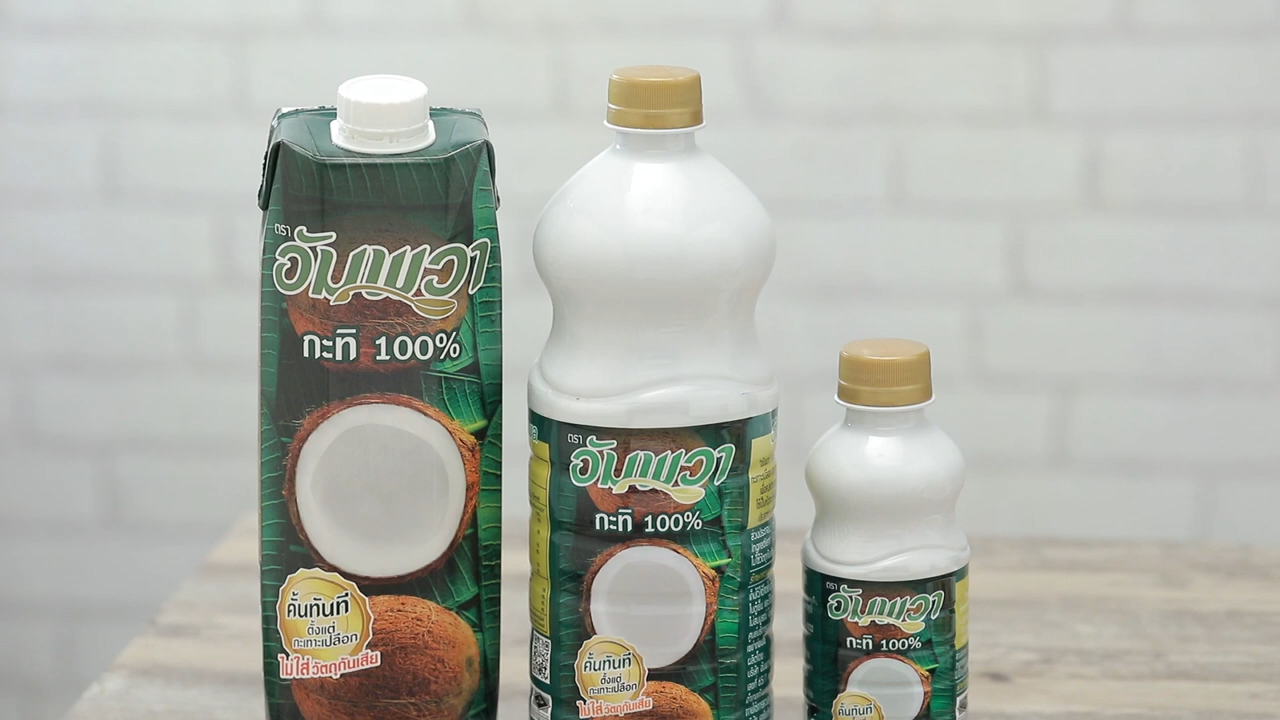 ตรา
อัมพวา
กะทิ 100%
คั้นทันที
ตั้งแต่
กะเทาะเปลือก
ไม่ใส่วัตถุกันเสีย
ตรา
อัมพวา
กะทิ 100%
คั้นทันที
ตั้งแต่
กะเทาะเปลือก
ไม่ใส่วัตถุกันเสีย
ตรา
อัมพวา
กะทิ 100%
คั้นทันที